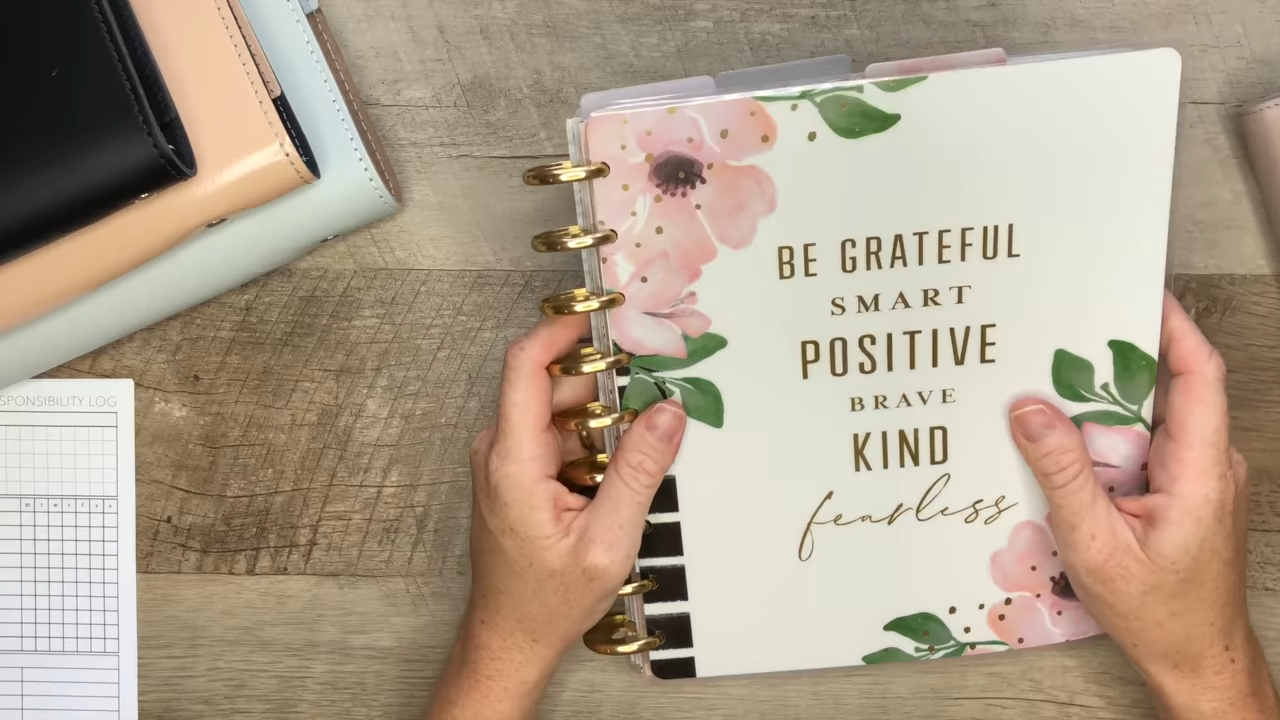 BE GRATEFUL
SMART
POSITIVE
BRAVE
KIND
fearless
SPONSIBILITY LOG
m t w t f s s